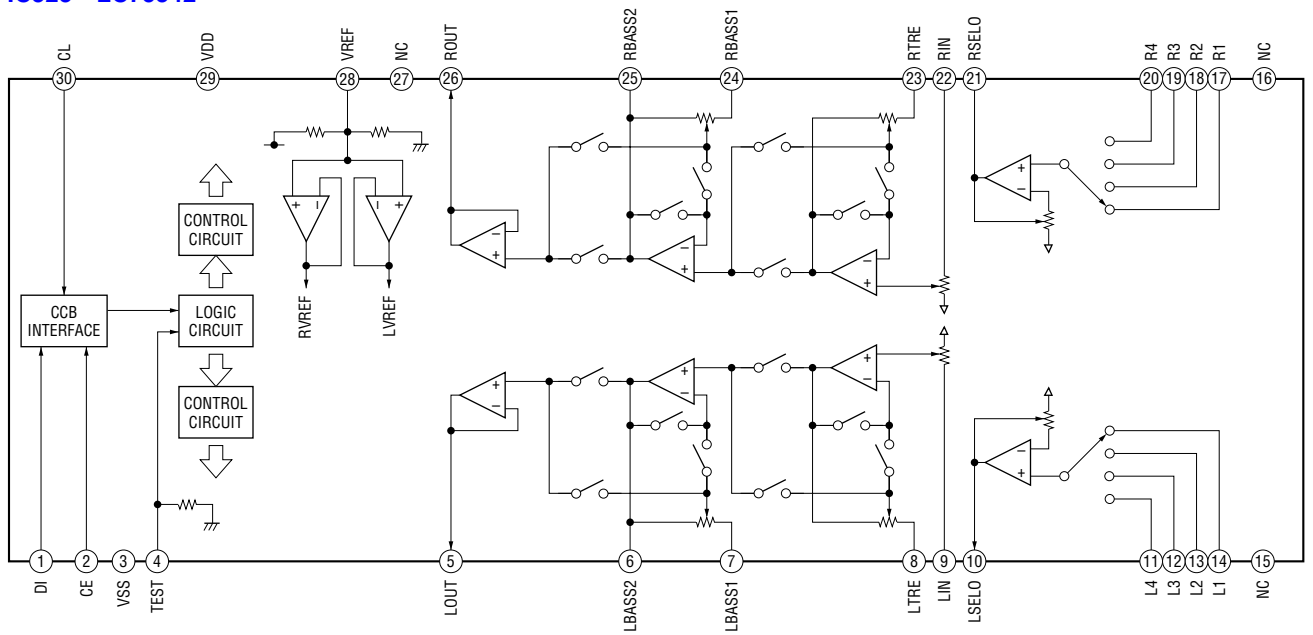 CL
VDD
VREF
NC
ROUT
RBASS2
RBASS1
RTRE
RIN
RSELO
R4
R3
R2
R1
NC
30
29
28
27
26
25
24
23
22
21
20
19
18
17
16
CONTROL
CIRCUIT
CCB
INTERFACE
LOGIC
CIRCUIT
CONTROL
CIRCUIT
+
−
−
+
RVREF
LVREF
−
+
−
+
−
+
+
−
+
−
+
−
+
−
−
+
1
2
3
4
5
6
7
8
9
10
11
12
13
14
15
DI
CE
VSS
TEST
LOUT
LBASS2
LBASS1
LTRE
LIN
LSELO
L4
L3
L2
L1
NC